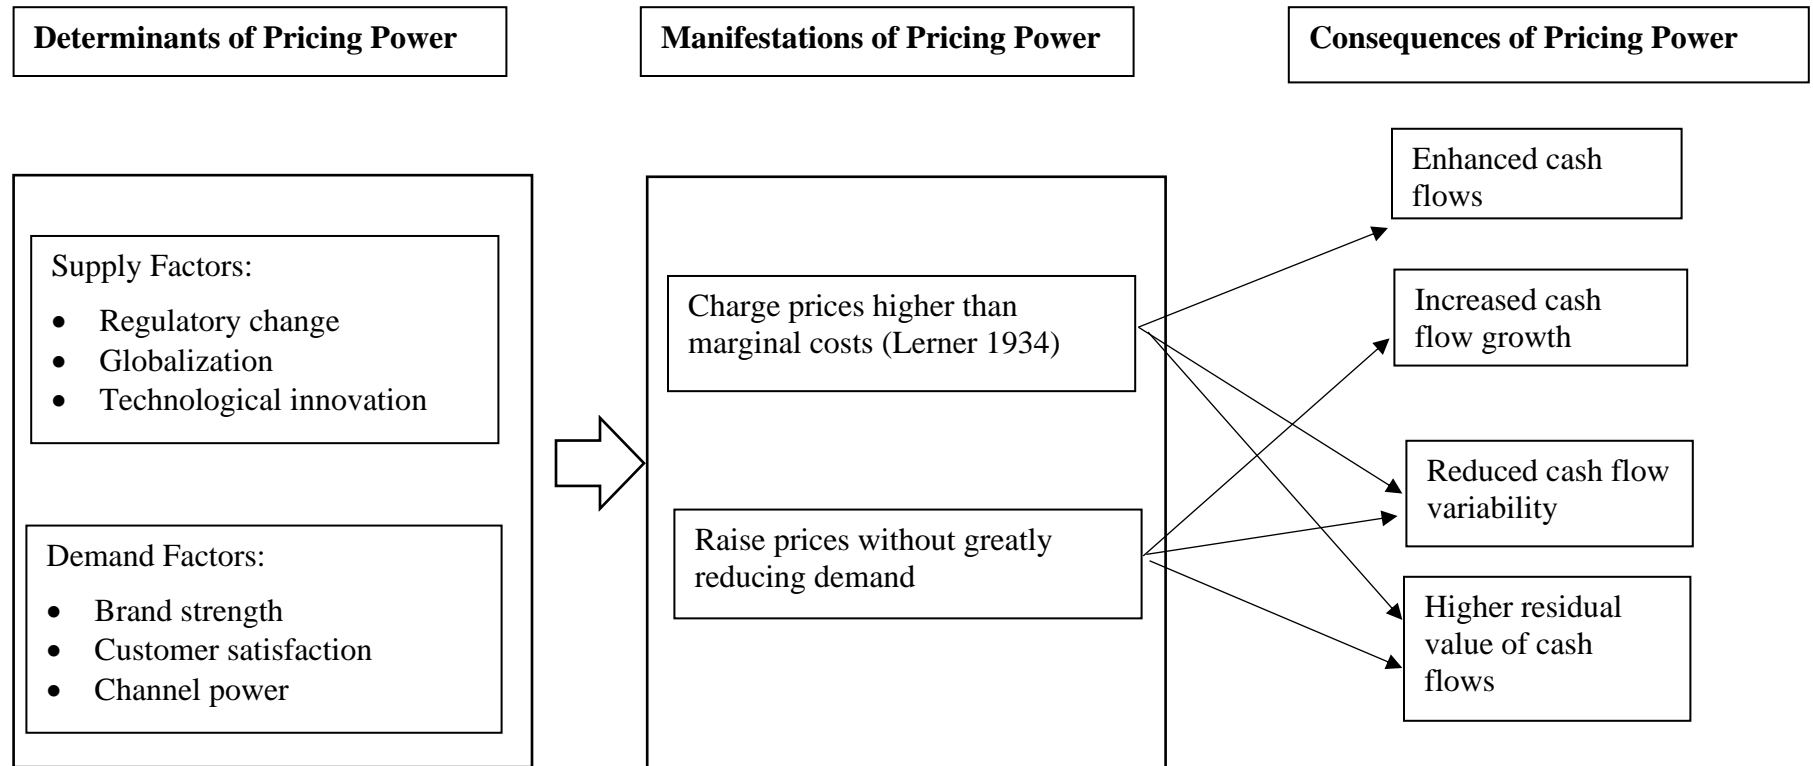 Determinants of Pricing Power
Manifestations of Pricing Power
Consequences of Pricing Power
Supply Factors:
• Regulatory change
• Globalization
• Technological innovation
Demand Factors:
• Brand strength
• Customer satisfaction
• Channel power
Charge prices higher than
marginal costs (Lerner 1934)
Raise prices without greatly
reducing demand
Enhanced cash
flows
Increased cash
flow growth
Reduced cash flow
variability
Higher residual
value of cash
flows